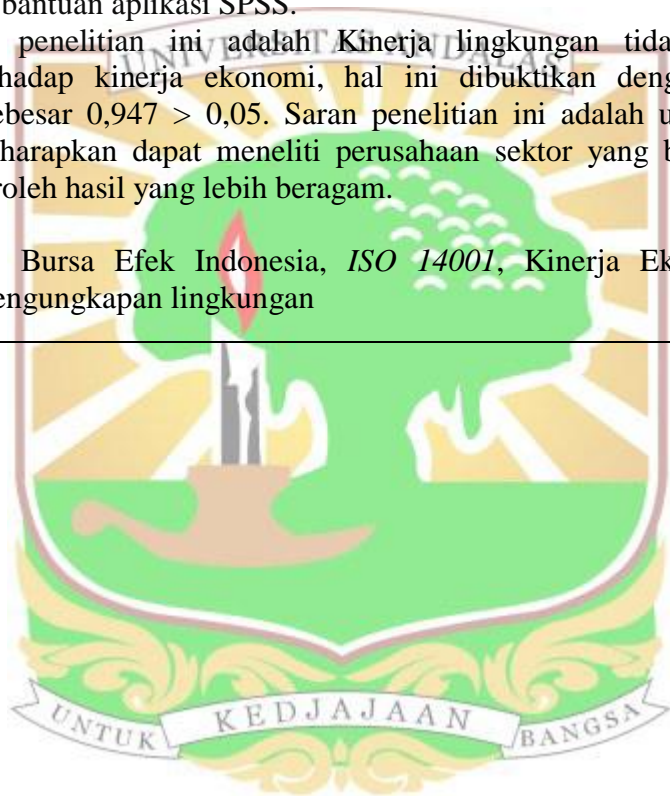 bantuan aplikasi SPSS.
penelitian ini adalah Kinerja lingkungan tida
hadap kinerja ekonomi, hal ini dibuktikan deng
ebesar 0,947 > 0,05. Saran penelitian ini adalah u
harapkan dapat meneliti perusahaan sektor yang b
roleh hasil yang lebih beragam.
Bursa Efek Indonesia, ISO 14001, Kinerja Ek
engungkapan lingkungan
UNIVERSITAS ANDALAS
UNTUK KEDJAJAAN BANGSA